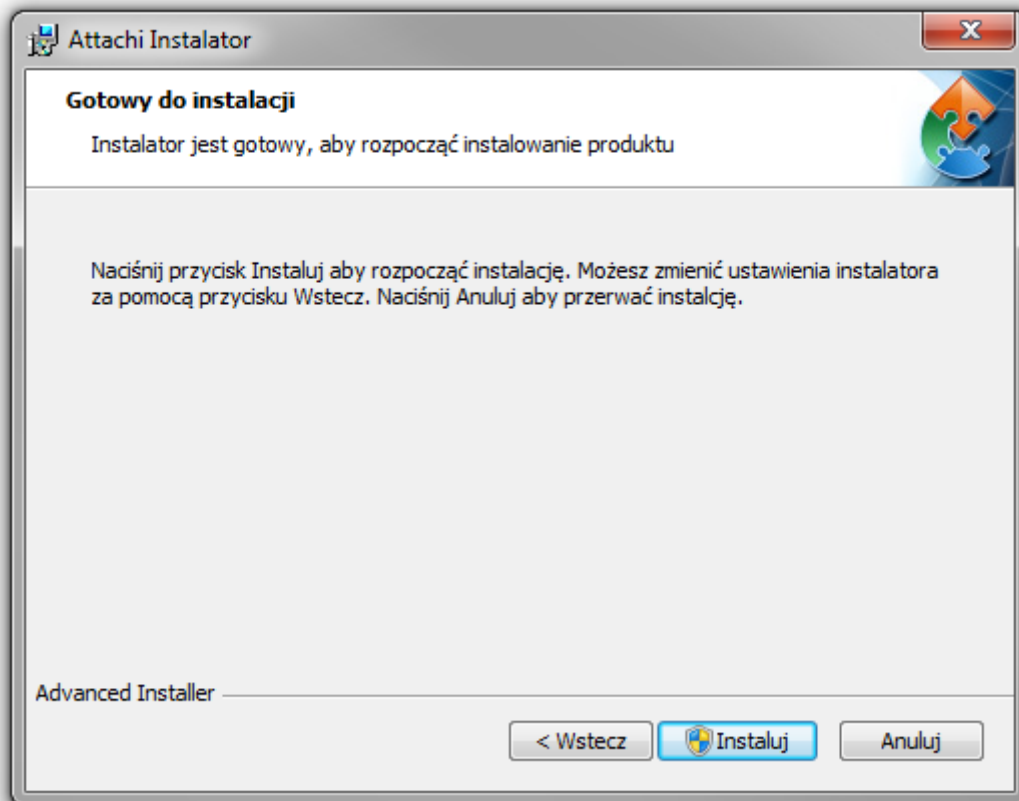 Attachi Instalator
Gotowy do instalacji
Instalator jest gotowy, aby rozpocząć instalowanie produktu
Naciśnij przycisk Instaluj aby rozpocząć instalację. Możesz zmienić ustawienia instalatora
za pomocą przycisku Wstecz. Naciśnij Anuluj aby przerwać instalcję.
Advanced Installer
< Wstecz
Instaluj
Anuluj